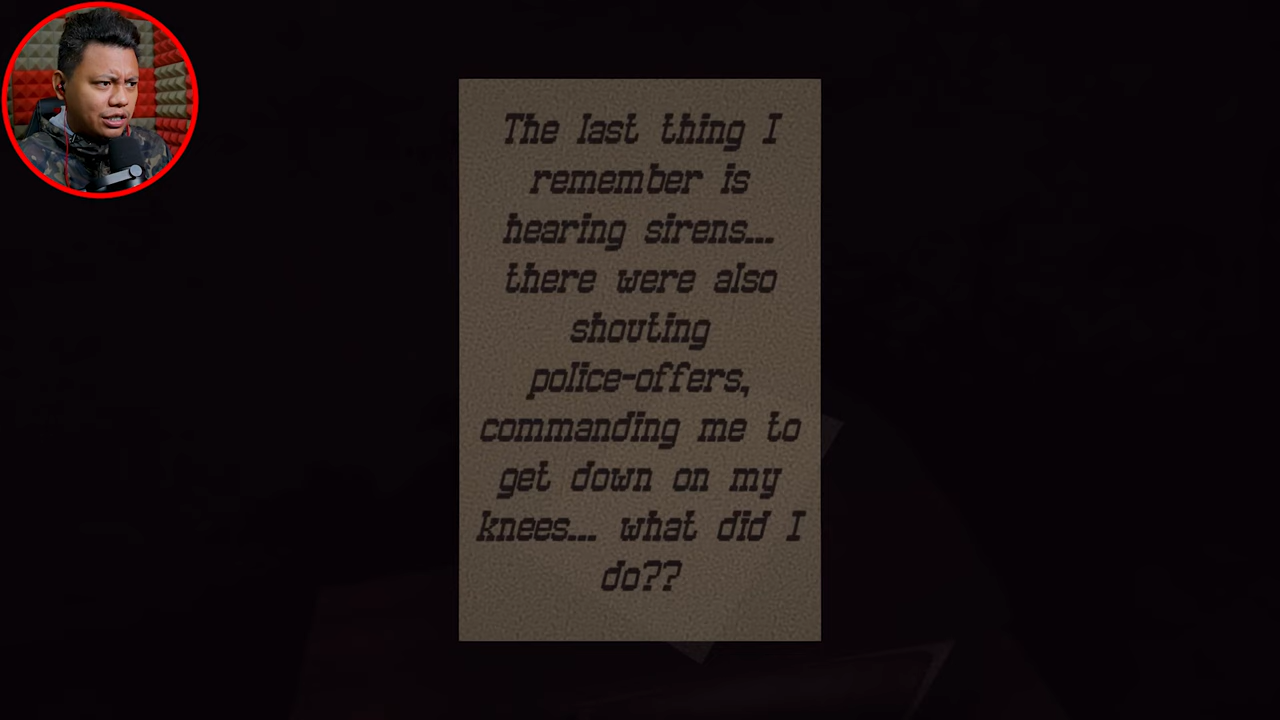 The last thing I
remember is
hearing sirens...
there were also
shouting
police-offers,
commanding me to
get down on my
knees... what did I
do??